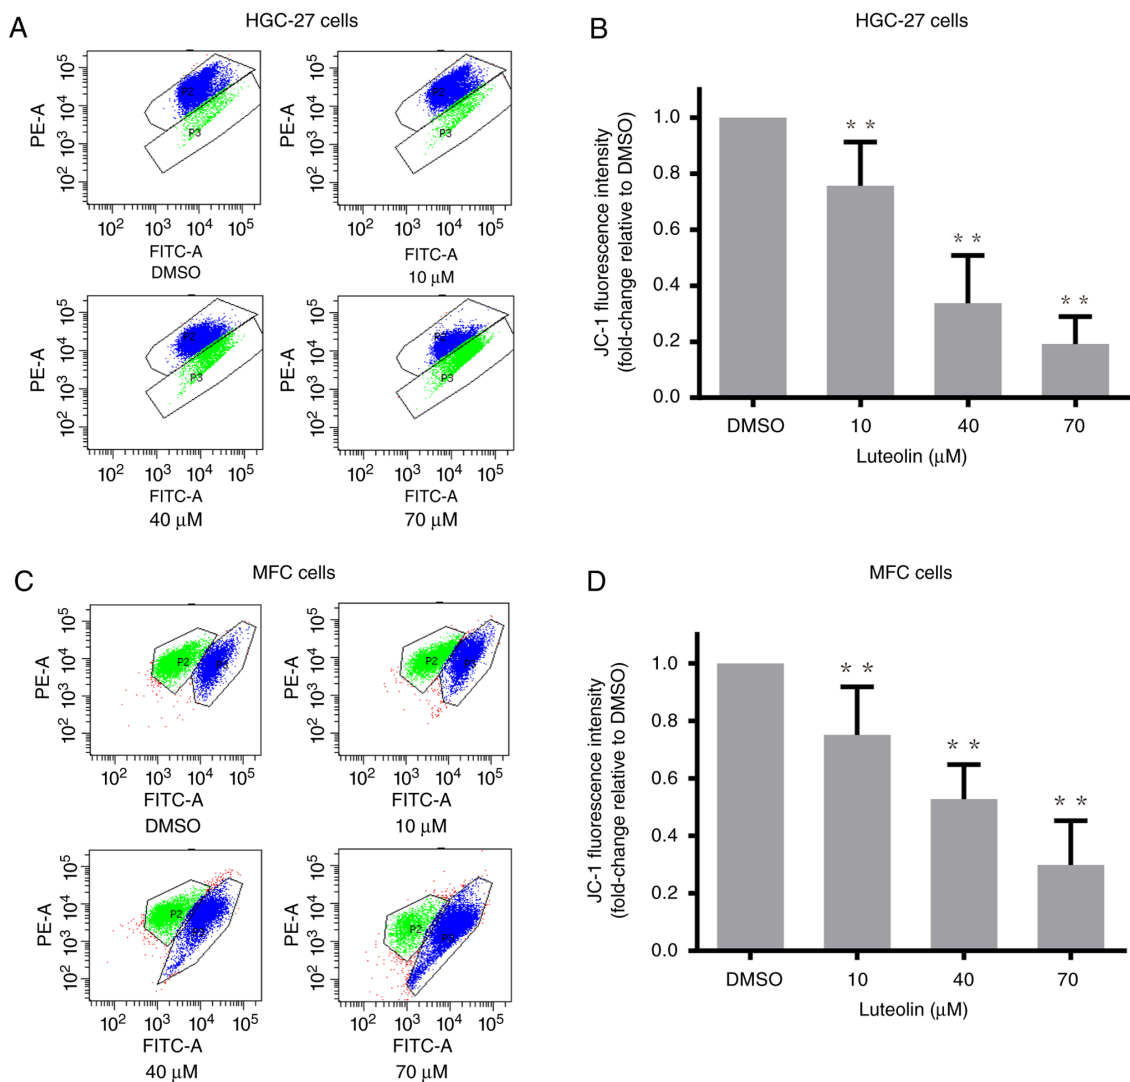 A
HGC-27 cells
PE-A
10⁵
10⁴
10³
10²
P2
P3
10² 10³ 10⁴ 10⁵
FITC-A
DMSO
PE-A
10⁵
10⁴
10³
10²
P2
P3
10² 10³ 10⁴ 10⁵
FITC-A
10 μM
PE-A
10⁵
10⁴
10³
10²
P2
P3
10² 10³ 10⁴ 10⁵
FITC-A
40 μM
PE-A
10⁵
10⁴
10³
10²
P3
10² 10³ 10⁴ 10⁵
FITC-A
70 μM
B
HGC-27 cells
JC-1 fluorescence intensity
(fold-change relative to DMSO)
1.0
0.8
0.6
0.4
0.2
0.0
* *
* *
* *
DMSO 10 40 70
Luteolin (μM)
C
MFC cells
PE-A
10⁵
10⁴
10³
10²
P2
10² 10³ 10⁴ 10⁵
FITC-A
DMSO
PE-A
10⁵
10⁴
10³
10²
P2
10² 10³ 10⁴ 10⁵
FITC-A
10 μM
PE-A
10⁵
10⁴
10³
10²
P2
10² 10³ 10⁴ 10⁵
FITC-A
40 μM
PE-A
10⁵
10⁴
10³
10²
P2
10² 10³ 10⁴ 10⁵
FITC-A
70 μM
D
MFC cells
JC-1 fluorescence intensity
(fold-change relative to DMSO)
1.0
0.8
0.6
0.4
0.2
0.0
* *
* *
* *
DMSO 10 40 70
Luteolin (μM)